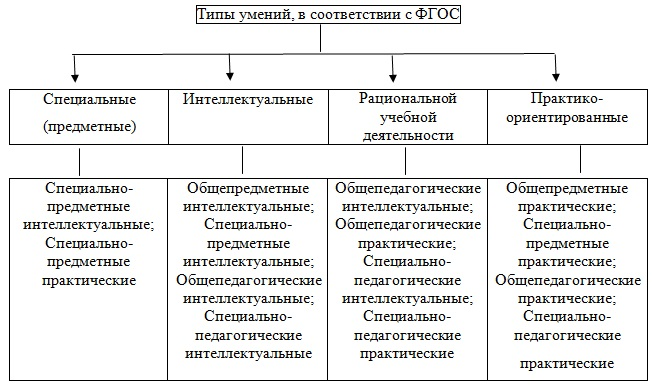 Типы умений, в соответствии с ФГОС
Специальные
(предметные)
Интеллектуальные
Рациональной
учебной
деятельности
Практико-
ориентированные
Специально-
предметные
интеллектуальные;
Специально-
предметные
практические
Общепредметные
интеллектуальные;
Специально-
предметные
интеллектуальные;
Общепедагогические
интеллектуальные;
Специально-
педагогические
интеллектуальные
Общепедагогические
интеллектуальные;
Общепедагогические
практические;
Специально-
педагогические
интеллектуальные;
Специально-
педагогические
практические
Общепредметные
практические;
Специально-
предметные
практические;
Общепедагогические
практические;
Специально-
педагогические
практические